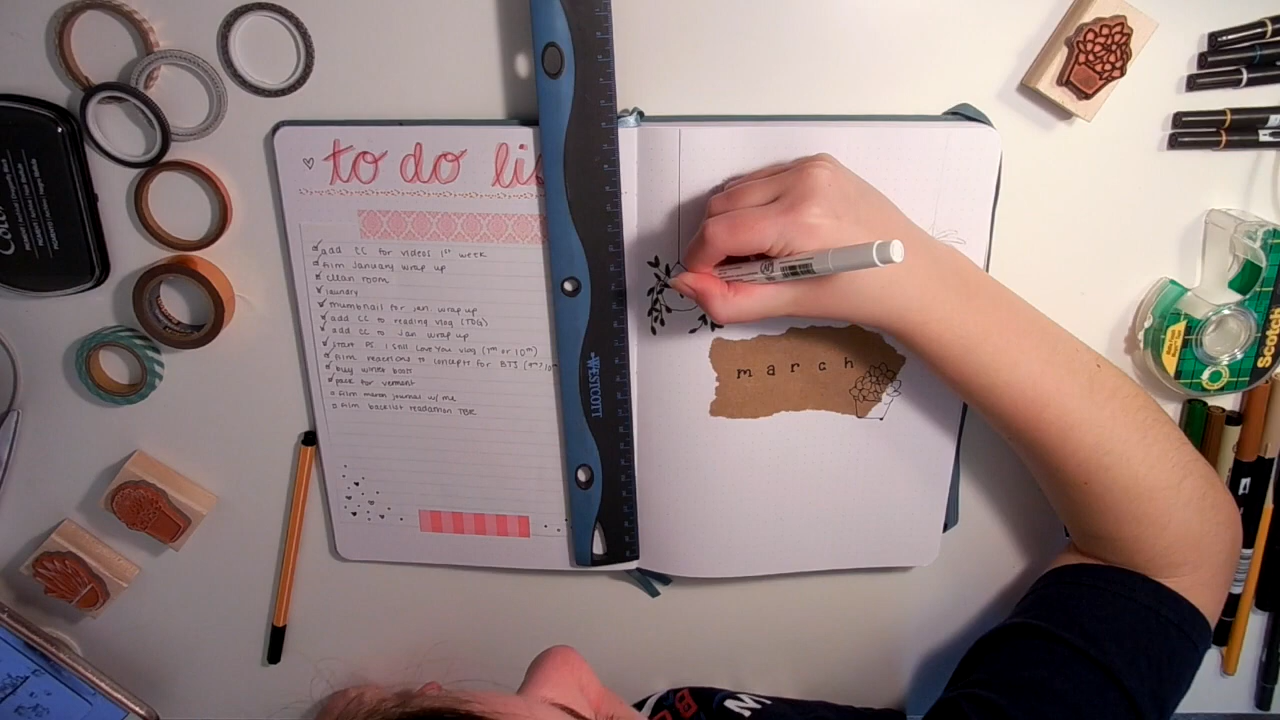 to do lis
add CC for videos 1st week
film January wrap up
clean room
laundry
thumbnail for jan. wrap up
add CC to reading vlog (TDG)
add CC to Jan wrap up
start PS I Still Love You vlog (7th or 10th)
film reactions to concepts for BTS
buy winter boots
pack for vermont
film march journal w/ me
film backlist readathon TBR
march
WESTCOTT
Scotch